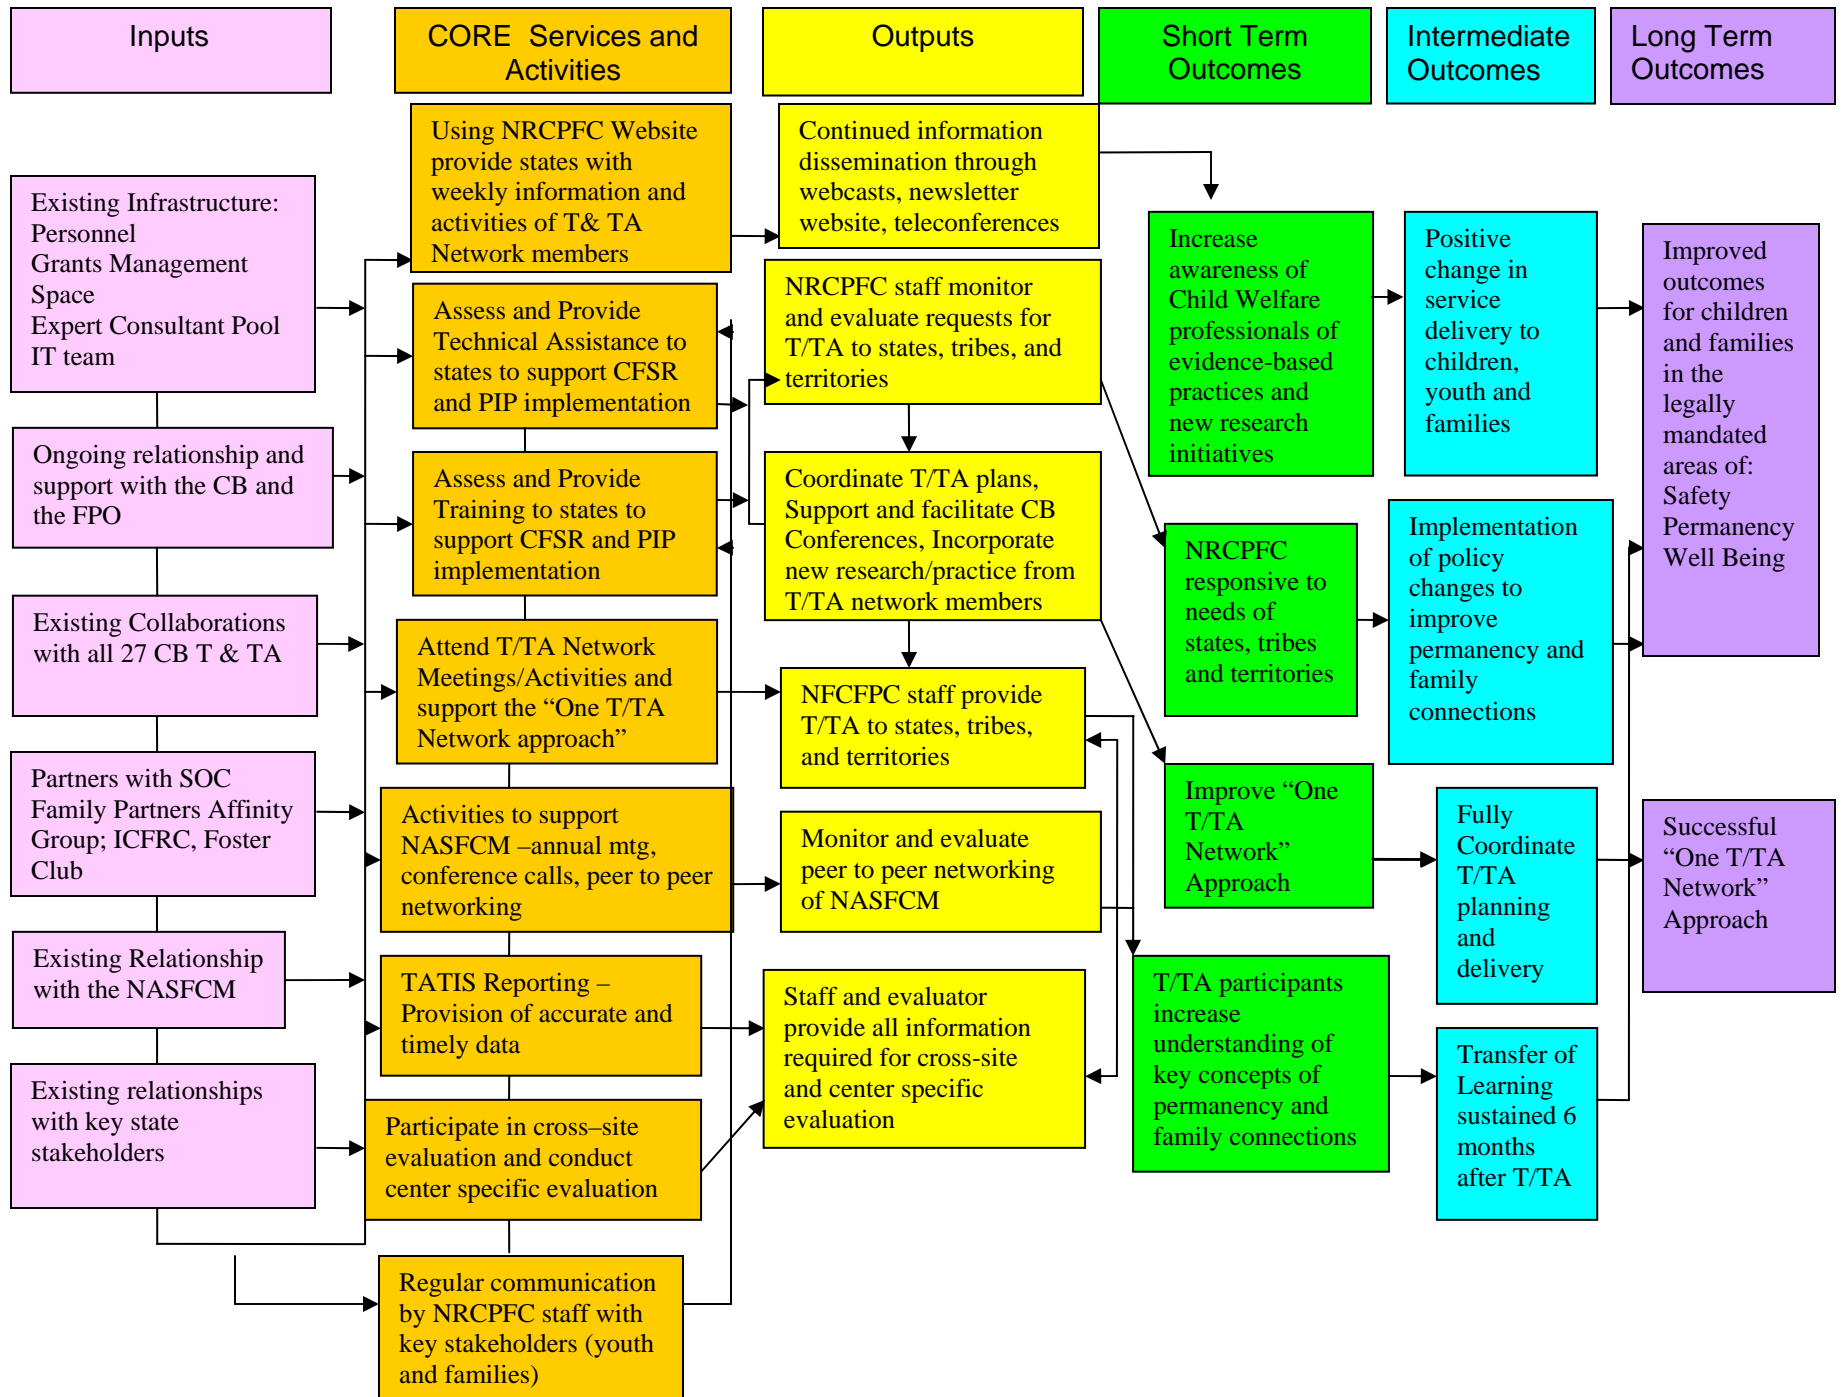 Inputs
CORE  Services and
Activities
Outputs
Short Term
Outcomes
Intermediate
Outcomes
Long Term
Outcomes
Existing Infrastructure:
Personnel
Grants Management
Space
Expert Consultant Pool
IT team
Ongoing relationship and
support with the CB and
the FPO
Existing Collaborations
with all 27 CB T & TA
Partners with SOC
Family Partners Affinity
Group; ICFRC, Foster
Club
Existing Relationship
with the NASFCM
Existing relationships
with key state
stakeholders
Using NRCPFC Website
provide states with
weekly information and
activities of T& TA
Network members
Assess and Provide
Technical Assistance to
states to support CFSR
and PIP implementation
Assess and Provide
Training to states to
support CFSR and PIP
implementation
Attend T/TA Network
Meetings/Activities and
support the “One T/TA
Network approach”
Activities to support
NASFCM –annual mtg,
conference calls, peer to peer
networking
TATIS Reporting –
Provision of accurate and
timely data
Participate in cross–site
evaluation and conduct
center specific evaluation
Regular communication
by NRCPFC staff with
key stakeholders (youth
and families)
Continued information
dissemination through
webcasts, newsletter
website, teleconferences
NRCPFC staff monitor
and evaluate requests for
T/TA to states, tribes, and
territories
Coordinate T/TA plans,
Support and facilitate CB
Conferences, Incorporate
new research/practice from
T/TA network members
NFCFPC staff provide
T/TA to states, tribes,
and territories
Monitor and evaluate
peer to peer networking
of NASFCM
Staff and evaluator
provide all information
required for cross-site
and center specific
evaluation
Increase
awareness of
Child Welfare
professionals of
evidence-based
practices and
new research
initiatives
NRCPFC
responsive to
needs of
states, tribes
and territories
Improve “One
T/TA
Network”
Approach
T/TA participants
increase
understanding of
key concepts of
permanency and
family connections
Positive
change in
service
delivery to
children,
youth and
families
Implementation
of policy
changes to
improve
permanency and
family
connections
Fully
Coordinate
T/TA
planning
and
delivery
Transfer of
Learning
sustained 6
months
after T/TA
Improved
outcomes
for children
and families
in the
legally
mandated
areas of:
Safety
Permanency
Well Being
Successful
“One T/TA
Network”
Approach